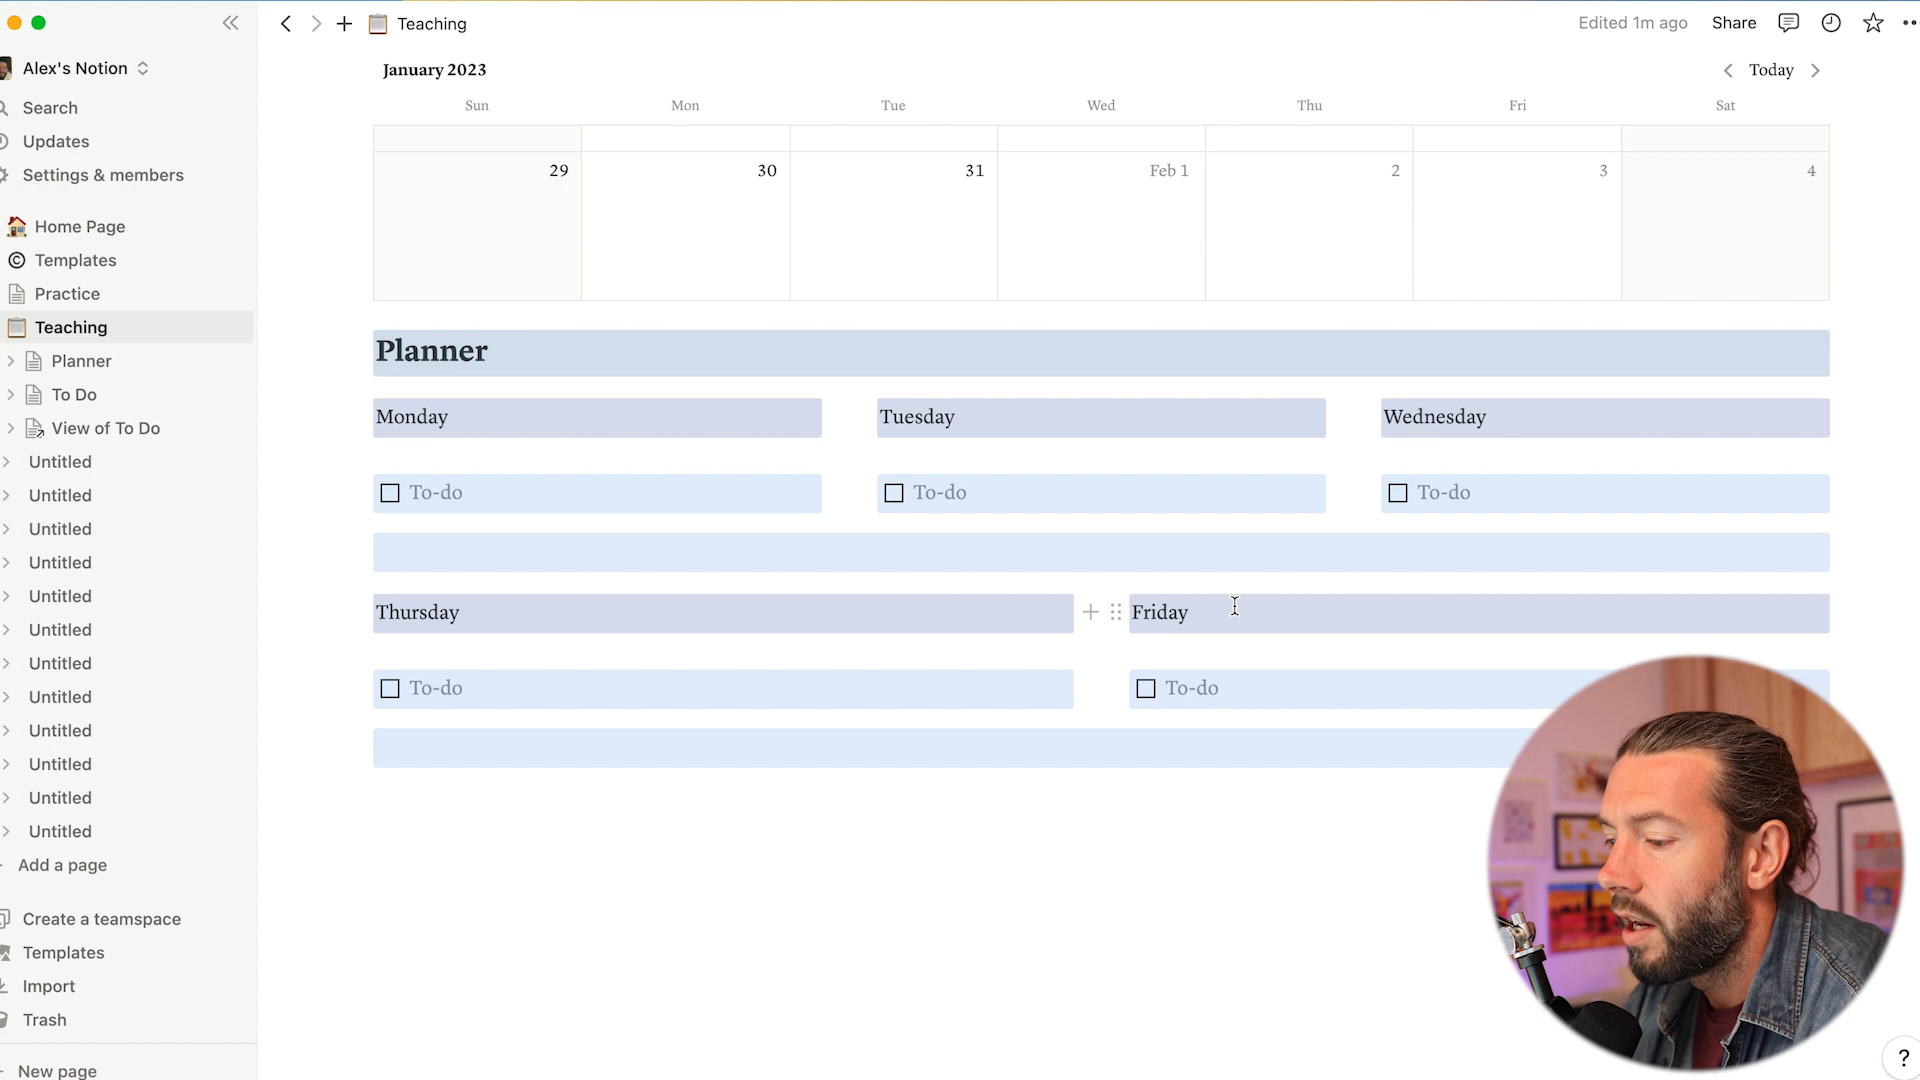 Alex's Notion
Search
Updates
Settings & members
Home Page
Templates
Practice
Teaching
Planner
To Do
View of To Do
Untitled
Untitled
Untitled
Untitled
Untitled
Untitled
Untitled
Untitled
Untitled
Untitled
Untitled
Untitled
Add a page
Create a teamspace
Templates
Import
Trash
New page
Teaching
Edited 1m ago Share
January 2023 Today
Sun Mon Tue Wed Thu Fri Sat
29 30 31 Feb 1 2 3 4
Planner
Monday Tuesday Wednesday
To-do To-do To-do
Thursday Friday
To-do To-do
?